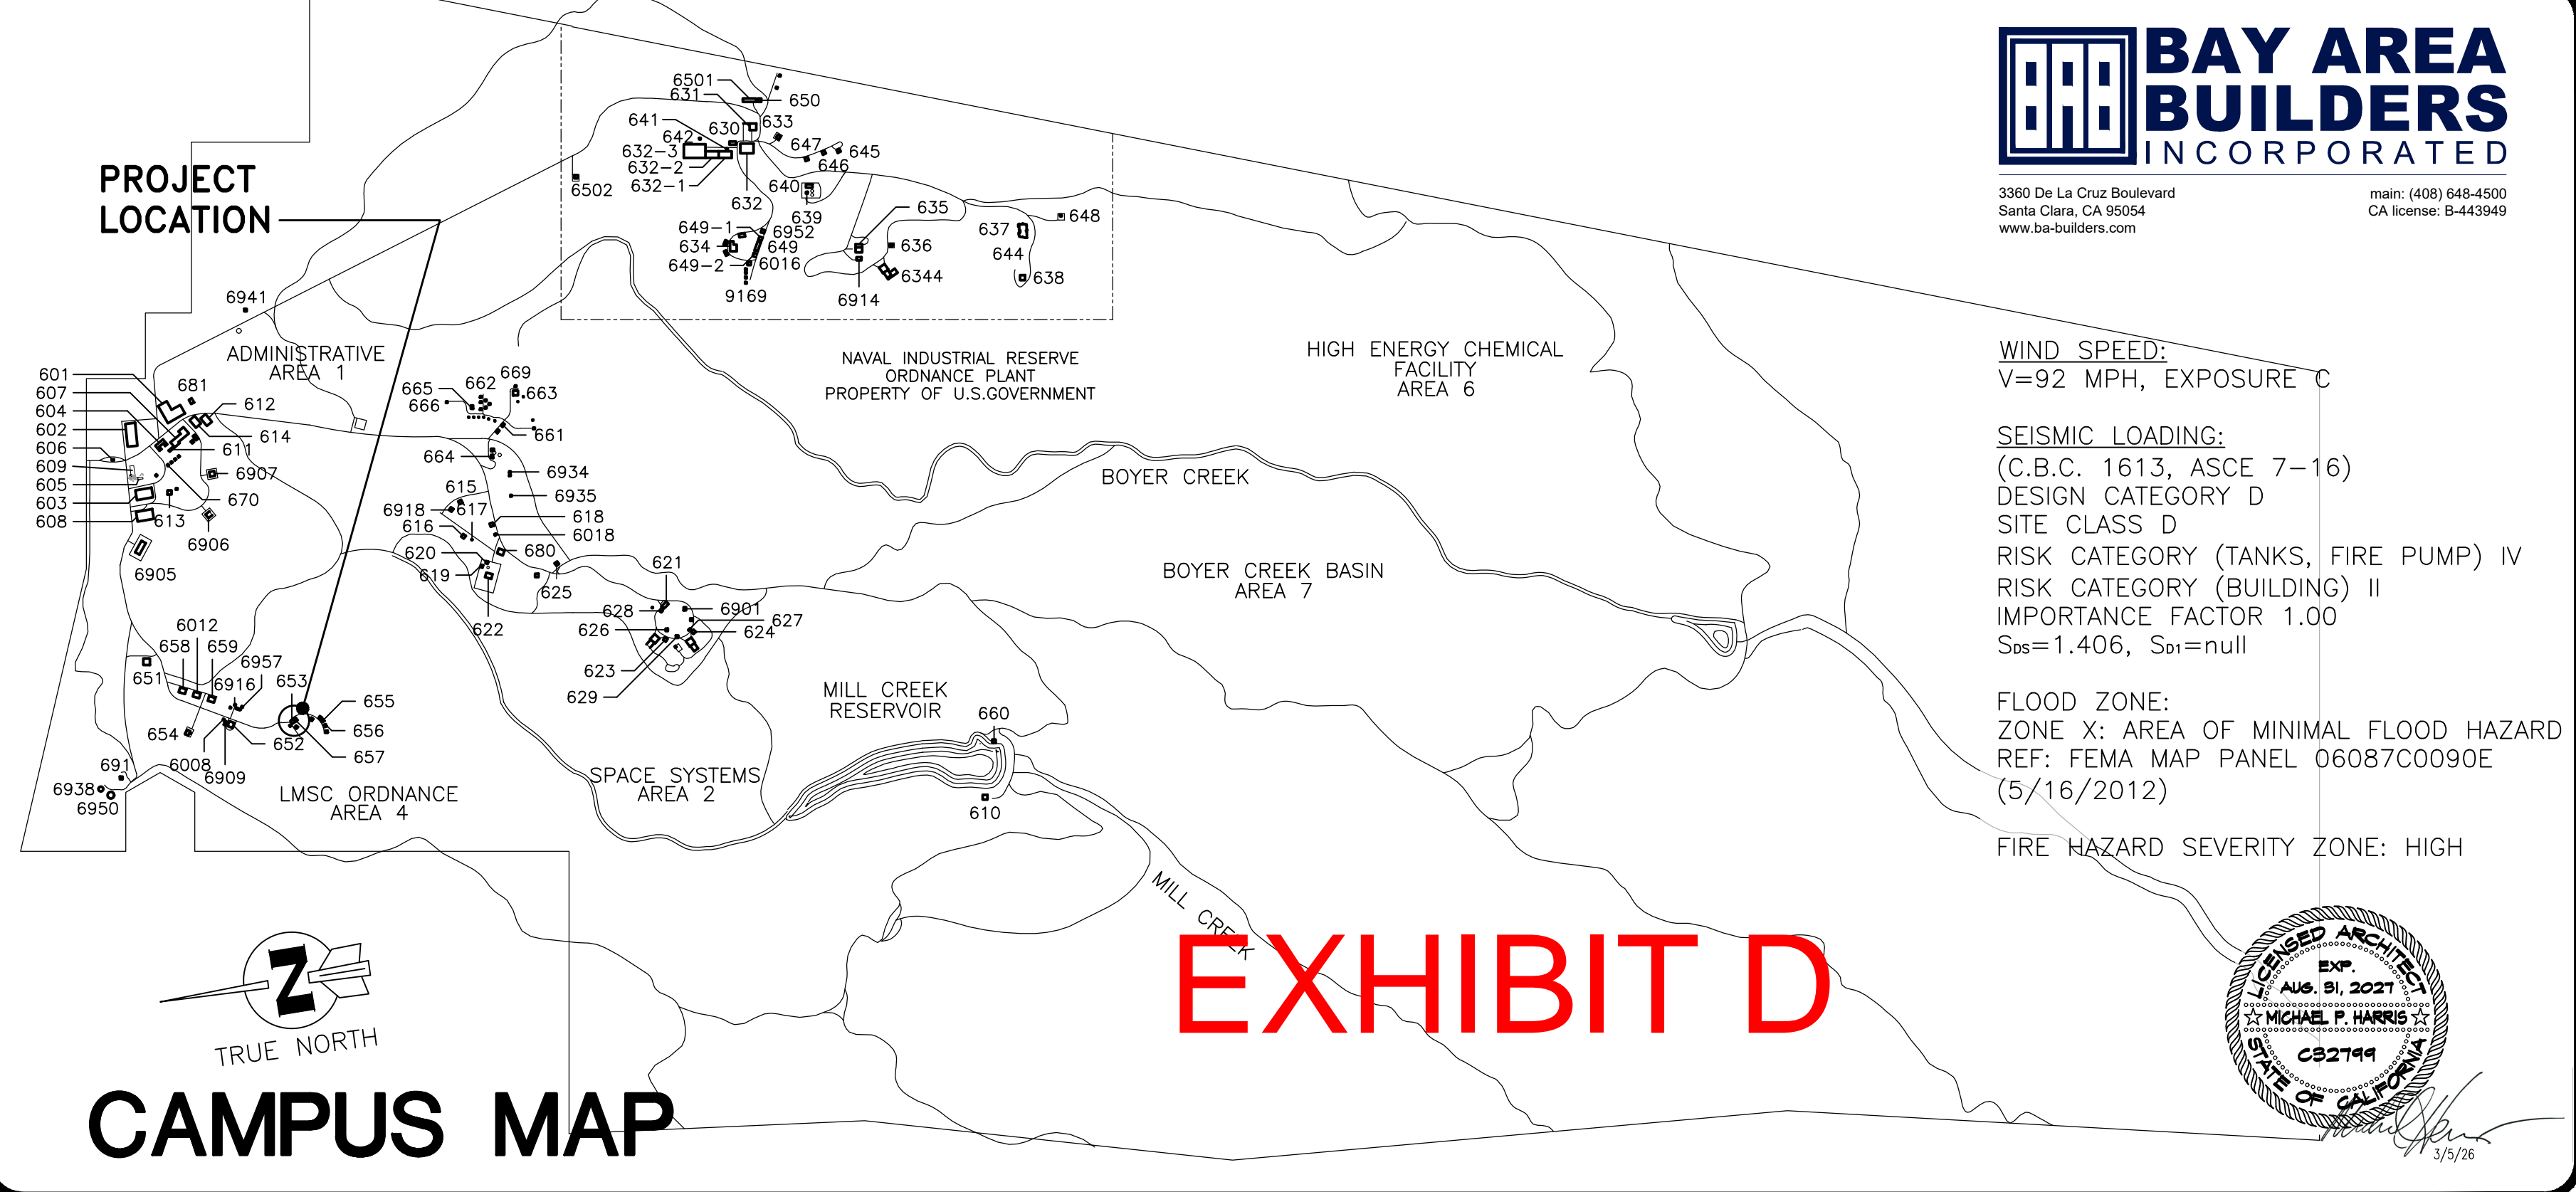 BAY AREA
BUILDERS
INCORPORATED
3360 De La Cruz Boulevard
Santa Clara, CA 95054
www.ba-builders.com
main: (408) 648-4500
CA license: B-443949
PROJECT
LOCATION
6501
631
650
641
642
630
633
632-3
632-2
632-1
647
645
646
6502
632
640
639
635
648
649-1
6952
634
649
637
636
649-2
6016
644
6344
638
9169
6914
6941
ADMINISTRATIVE
AREA 1
NAVAL INDUSTRIAL RESERVE
ORDNANCE PLANT
PROPERTY OF U.S.GOVERNMENT
HIGH ENERGY CHEMICAL
FACILITY
AREA 6
601
681
607
604
612
602
614
606
611
609
6907
605
603
670
608
613
6906
6905
669
665
662
663
666
661
664
6934
615
6935
6918
617
618
616
6018
620
680
619
625
622
621
628
6901
627
626
624
623
629
BOYER CREEK
BOYER CREEK BASIN
AREA 7
6012
658
659
6957
651
6916
653
655
654
656
652
657
6008
6909
691
6938
6950
LMSC ORDNANCE
AREA 4
SPACE SYSTEMS
AREA 2
MILL CREEK
RESERVOIR
660
610
MILL CREEK
WIND SPEED:
V=92 MPH, EXPOSURE C
SEISMIC LOADING:
(C.B.C. 1613, ASCE 7-16)
DESIGN CATEGORY D
SITE CLASS D
RISK CATEGORY (TANKS, FIRE PUMP) IV
RISK CATEGORY (BUILDING) II
IMPORTANCE FACTOR 1.00
SDS=1.406, SD1=null
FLOOD ZONE:
ZONE X: AREA OF MINIMAL FLOOD HAZARD
REF: FEMA MAP PANEL 06087C0090E
(5/16/2012)
FIRE HAZARD SEVERITY ZONE: HIGH
EXHIBIT D
LICENSED ARCHITECT
EXP.
AUG. 31, 2027
MICHAEL P. HARRIS
C32799
STATE OF CALIFORNIA
3/5/26
Z
TRUE NORTH
CAMPUS MAP